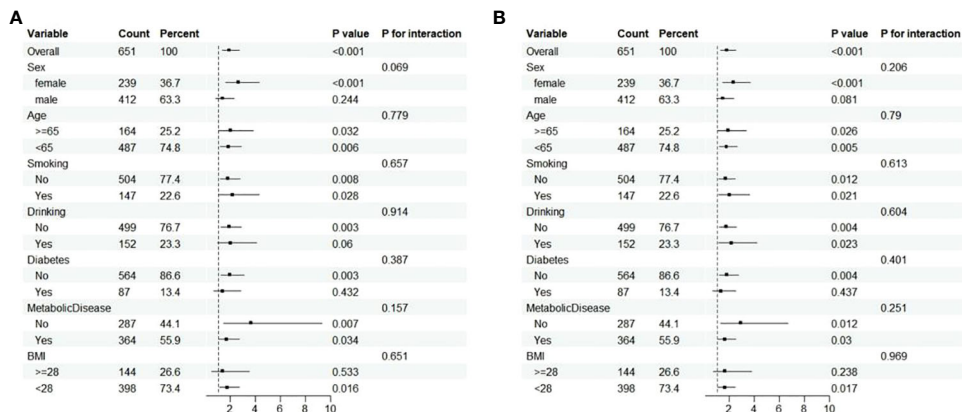 A
Variable Count Percent P value P for interaction
Overall 651 100 <0.001
Sex 0.069
female 239 36.7 <0.001
male 412 63.3 0.244
Age 0.779
>=65 164 25.2 0.032
<65 487 74.8 0.006
Smoking 0.657
No 504 77.4 0.008
Yes 147 22.6 0.028
Drinking 0.914
No 499 76.7 0.003
Yes 152 23.3 0.06
Diabetes 0.387
No 564 86.6 0.003
Yes 87 13.4 0.432
MetabolicDisease 0.157
No 287 44.1 0.007
Yes 364 55.9 0.034
BMI 0.651
>=28 144 26.6 0.533
<28 398 73.4 0.016
2 4 6 8 10
B
Variable Count Percent P value P for interaction
Overall 651 100 <0.001
Sex 0.206
female 239 36.7 <0.001
male 412 63.3 0.081
Age 0.79
>=65 164 25.2 0.026
<65 487 74.8 0.005
Smoking 0.613
No 504 77.4 0.012
Yes 147 22.6 0.021
Drinking 0.604
No 499 76.7 0.004
Yes 152 23.3 0.023
Diabetes 0.401
No 564 86.6 0.004
Yes 87 13.4 0.437
MetabolicDisease 0.251
No 287 44.1 0.012
Yes 364 55.9 0.03
BMI 0.969
>=28 144 26.6 0.238
<28 398 73.4 0.017
2 4 6 8 10